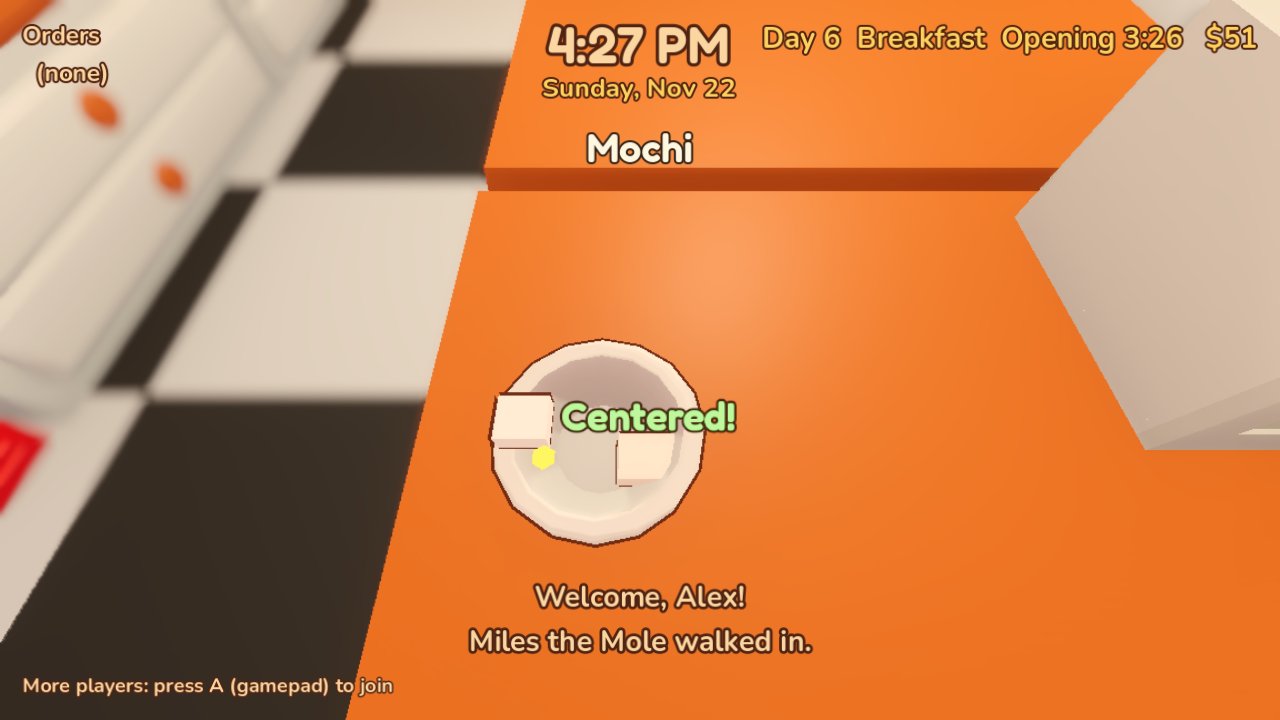 Orders
(none)
4:27 PM
Sunday, Nov 22
Day 6 Breakfast Opening 3:26 $51
Mochi
Centered!
Welcome, Alex!
Miles the Mole walked in.
More players: press A (gamepad) to join